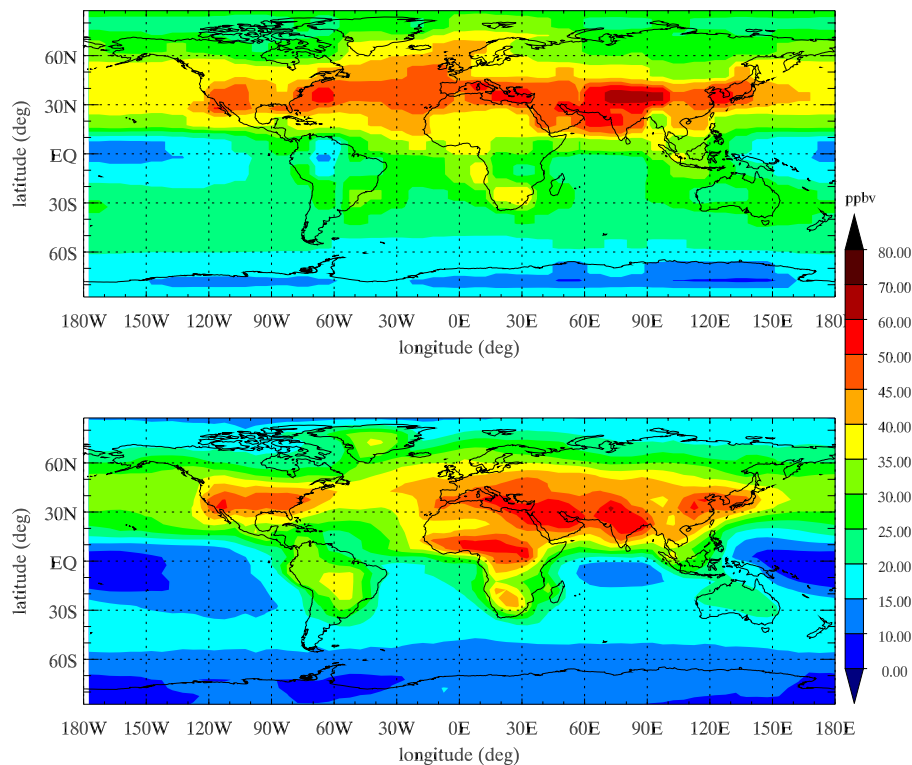 60N
30N
EQ
30S
60S
latitude (deg)
180W 150W 120W 90W 60W 30W 0E 30E 60E 90E 120E 150E 180E
longitude (deg)
ppbv
80.00
70.00
60.00
50.00
45.00
40.00
35.00
30.00
25.00
20.00
15.00
10.00
0.00
60N
30N
EQ
30S
60S
latitude (deg)
180W 150W 120W 90W 60W 30W 0E 30E 60E 90E 120E 150E 180E
longitude (deg)